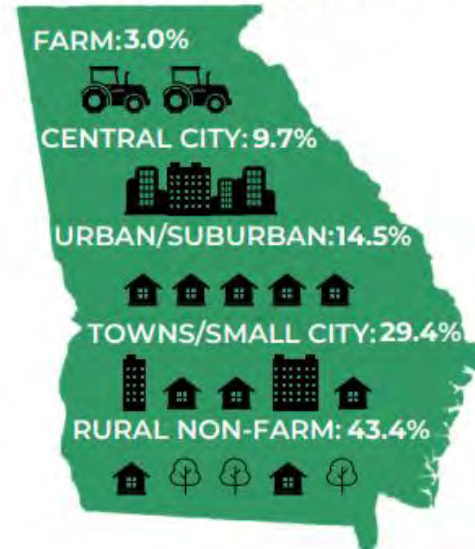 FARM: 3.0%
CENTRAL CITY: 9.7%
URBAN/SUBURBAN: 14.5%
TOWNS/SMALL CITY: 29.4%
RURAL NON-FARM: 43.4%